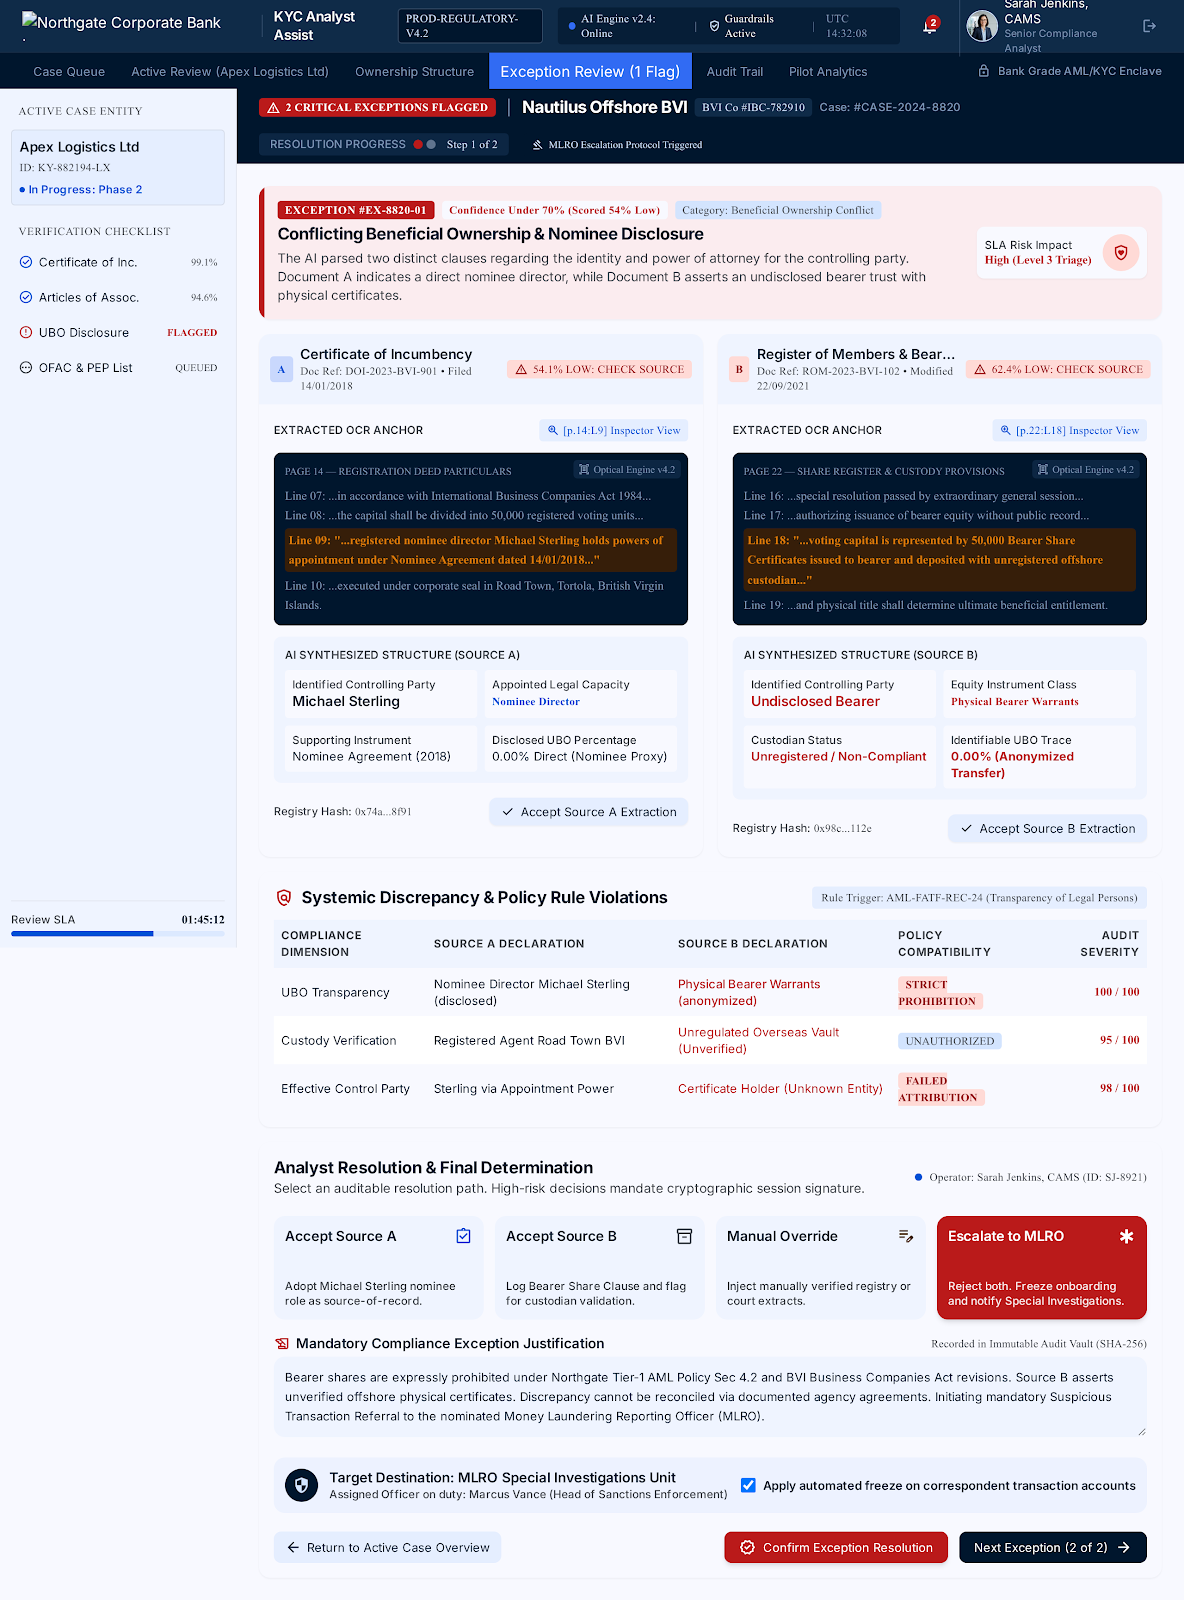 Northgate Corporate Bank
.
KYC Analyst
Assist
PROD-REGULATORY-
V4.2
AI Engine v2.4:
Online
Guardrails
Active
UTC
14:32:08
2
Sarah Jenkins,
CAMS
Senior Compliance
Analyst
Case Queue
Active Review (Apex Logistics Ltd)
Ownership Structure
Exception Review (1 Flag)
Audit Trail
Pilot Analytics
Bank Grade AML/KYC Enclave
ACTIVE CASE ENTITY
Apex Logistics Ltd
ID: KY-882194-LX
In Progress: Phase 2
VERIFICATION CHECKLIST
Certificate of Inc. 99.1%
Articles of Assoc. 94.6%
UBO Disclosure FLAGGED
OFAC & PEP List QUEUED
Review SLA 01:45:12
2 CRITICAL EXCEPTIONS FLAGGED
Nautilus Offshore BVI
BVI Co #IBC-782910
Case: #CASE-2024-8820
RESOLUTION PROGRESS Step 1 of 2
MLRO Escalation Protocol Triggered
EXCEPTION #EX-8820-01
Confidence Under 70% (Scored 54% Low)
Category: Beneficial Ownership Conflict
Conflicting Beneficial Ownership & Nominee Disclosure
The AI parsed two distinct clauses regarding the identity and power of attorney for the controlling party.
Document A indicates a direct nominee director, while Document B asserts an undisclosed bearer trust with
physical certificates.
SLA Risk Impact
High (Level 3 Triage)
A
Certificate of Incumbency
Doc Ref: DOI-2023-BVI-901 • Filed
14/01/2018
54.1% LOW: CHECK SOURCE
EXTRACTED OCR ANCHOR
[p.14:L9] Inspector View
PAGE 14 — REGISTRATION DEED PARTICULARS
Optical Engine v4.2
Line 07: ...in accordance with International Business Companies Act 1984...
Line 08: ...the capital shall be divided into 50,000 registered voting units...
Line 09: "...registered nominee director Michael Sterling holds powers of
appointment under Nominee Agreement dated 14/01/2018..."
Line 10: ...executed under corporate seal in Road Town, Tortola, British Virgin
Islands.
AI SYNTHESIZED STRUCTURE (SOURCE A)
Identified Controlling Party
Michael Sterling
Appointed Legal Capacity
Nominee Director
Supporting Instrument
Nominee Agreement (2018)
Disclosed UBO Percentage
0.00% Direct (Nominee Proxy)
Registry Hash: 0x74a...8f91
Accept Source A Extraction
B
Register of Members & Bear...
Doc Ref: ROM-2023-BVI-102 • Modified
22/09/2021
62.4% LOW: CHECK SOURCE
EXTRACTED OCR ANCHOR
[p.22:L18] Inspector View
PAGE 22 — SHARE REGISTER & CUSTODY PROVISIONS
Optical Engine v4.2
Line 16: ...special resolution passed by extraordinary general session...
Line 17: ...authorizing issuance of bearer equity without public record...
Line 18: "...voting capital is represented by 50,000 Bearer Share
Certificates issued to bearer and deposited with unregistered offshore
custodian..."
Line 19: ...and physical title shall determine ultimate beneficial entitlement.
AI SYNTHESIZED STRUCTURE (SOURCE B)
Identified Controlling Party
Undisclosed Bearer
Equity Instrument Class
Physical Bearer Warrants
Custodian Status
Unregistered / Non-Compliant
Identifiable UBO Trace
0.00% (Anonymized
Transfer)
Registry Hash: 0x98c...112e
Accept Source B Extraction
Systemic Discrepancy & Policy Rule Violations
Rule Trigger: AML-FATF-REC-24 (Transparency of Legal Persons)
COMPLIANCE
DIMENSION
SOURCE A DECLARATION
SOURCE B DECLARATION
POLICY
COMPATIBILITY
AUDIT
SEVERITY
UBO Transparency
Nominee Director Michael Sterling
(disclosed)
Physical Bearer Warrants
(anonymized)
STRICT
PROHIBITION
100 / 100
Custody Verification
Registered Agent Road Town BVI
Unregulated Overseas Vault
(Unverified)
UNAUTHORIZED
95 / 100
Effective Control Party
Sterling via Appointment Power
Certificate Holder (Unknown Entity)
FAILED
ATTRIBUTION
98 / 100
Analyst Resolution & Final Determination
Select an auditable resolution path. High-risk decisions mandate cryptographic session signature.
Operator: Sarah Jenkins, CAMS (ID: SJ-8921)
Accept Source A
Adopt Michael Sterling nominee
role as source-of-record.
Accept Source B
Log Bearer Share Clause and flag
for custodian validation.
Manual Override
Inject manually verified registry or
court extracts.
Escalate to MLRO
Reject both. Freeze onboarding
and notify Special Investigations.
Mandatory Compliance Exception Justification
Recorded in Immutable Audit Vault (SHA-256)
Bearer shares are expressly prohibited under Northgate Tier-1 AML Policy Sec 4.2 and BVI Business Companies Act revisions. Source B asserts
unverified offshore physical certificates. Discrepancy cannot be reconciled via documented agency agreements. Initiating mandatory Suspicious
Transaction Referral to the nominated Money Laundering Reporting Officer (MLRO).
Target Destination: MLRO Special Investigations Unit
Assigned Officer on duty: Marcus Vance (Head of Sanctions Enforcement)
Apply automated freeze on correspondent transaction accounts
Return to Active Case Overview
Confirm Exception Resolution
Next Exception (2 of 2)